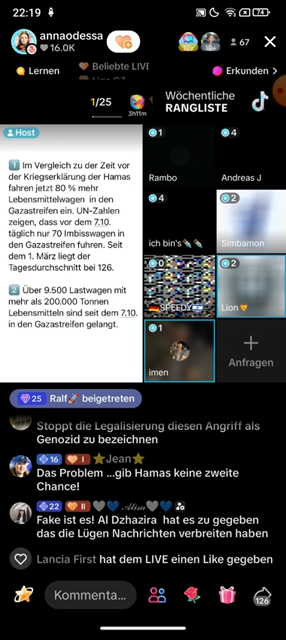 22:19
74
annaodessa
16.0K
67
Lernen
Beliebte LIVE
Erkunden >
1/25
3h11m
Wöchentliche
RANGLISTE
Host
1 Im Vergleich zu der Zeit vor
der Kriegserklärung der Hamas
fahren jetzt 80 % mehr
Lebensmittelwagen in den
Gazastreifen ein. UN-Zahlen
zeigen, dass vor dem 7.10.
täglich nur 70 Imbisswagen in
den Gazastreifen fuhren. Seit
dem 1. März liegt der
Tagesdurchschnitt bei 126.
2 Über 9.500 Lastwagen mit
mehr als 200.000 Tonnen
Lebensmitteln sind seit dem 7.10.
in den Gazastreifen gelangt.
1
Rambo
4
Andreas J
4
ich bin's
2
Simbamon
0
SPEEDY
2
Lion
1
imen
+
Anfragen
25 Ralf beigetreten
Stoppt die Legalisierung diesen Angriff als
Genozid zu bezeichnen
16 I Jean
Das Problem ...gib Hamas keine zweite
Chance!
22 II Alisa
Fake ist es! Al Dzhazira hat es zu gegeben
das die Lügen Nachrichten verbreiten haben
Lancia First hat dem LIVE einen Like gegeben
Kommenta...
126